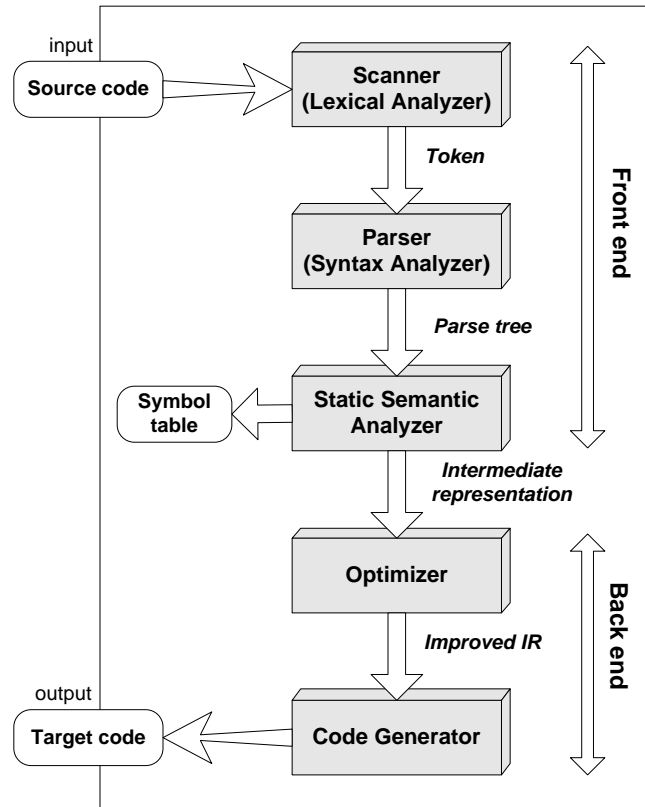 input
Source code
Scanner
(Lexical Analyzer)
Token
Parser
(Syntax Analyzer)
Parse tree
Front end
Symbol
table
Static Semantic
Analyzer
Intermediate
representation
Optimizer
Improved IR
Back end
output
Target code
Code Generator